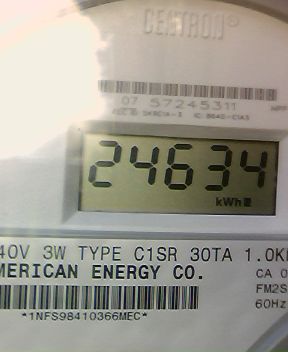 CENTRON®
07 57245311
24634
kWh
40V 3W TYPE C1SR 30TA 1.0K
MERICAN ENERGY CO.
CA 0
FM2S
60Hz
*1NFS98410366MEC*